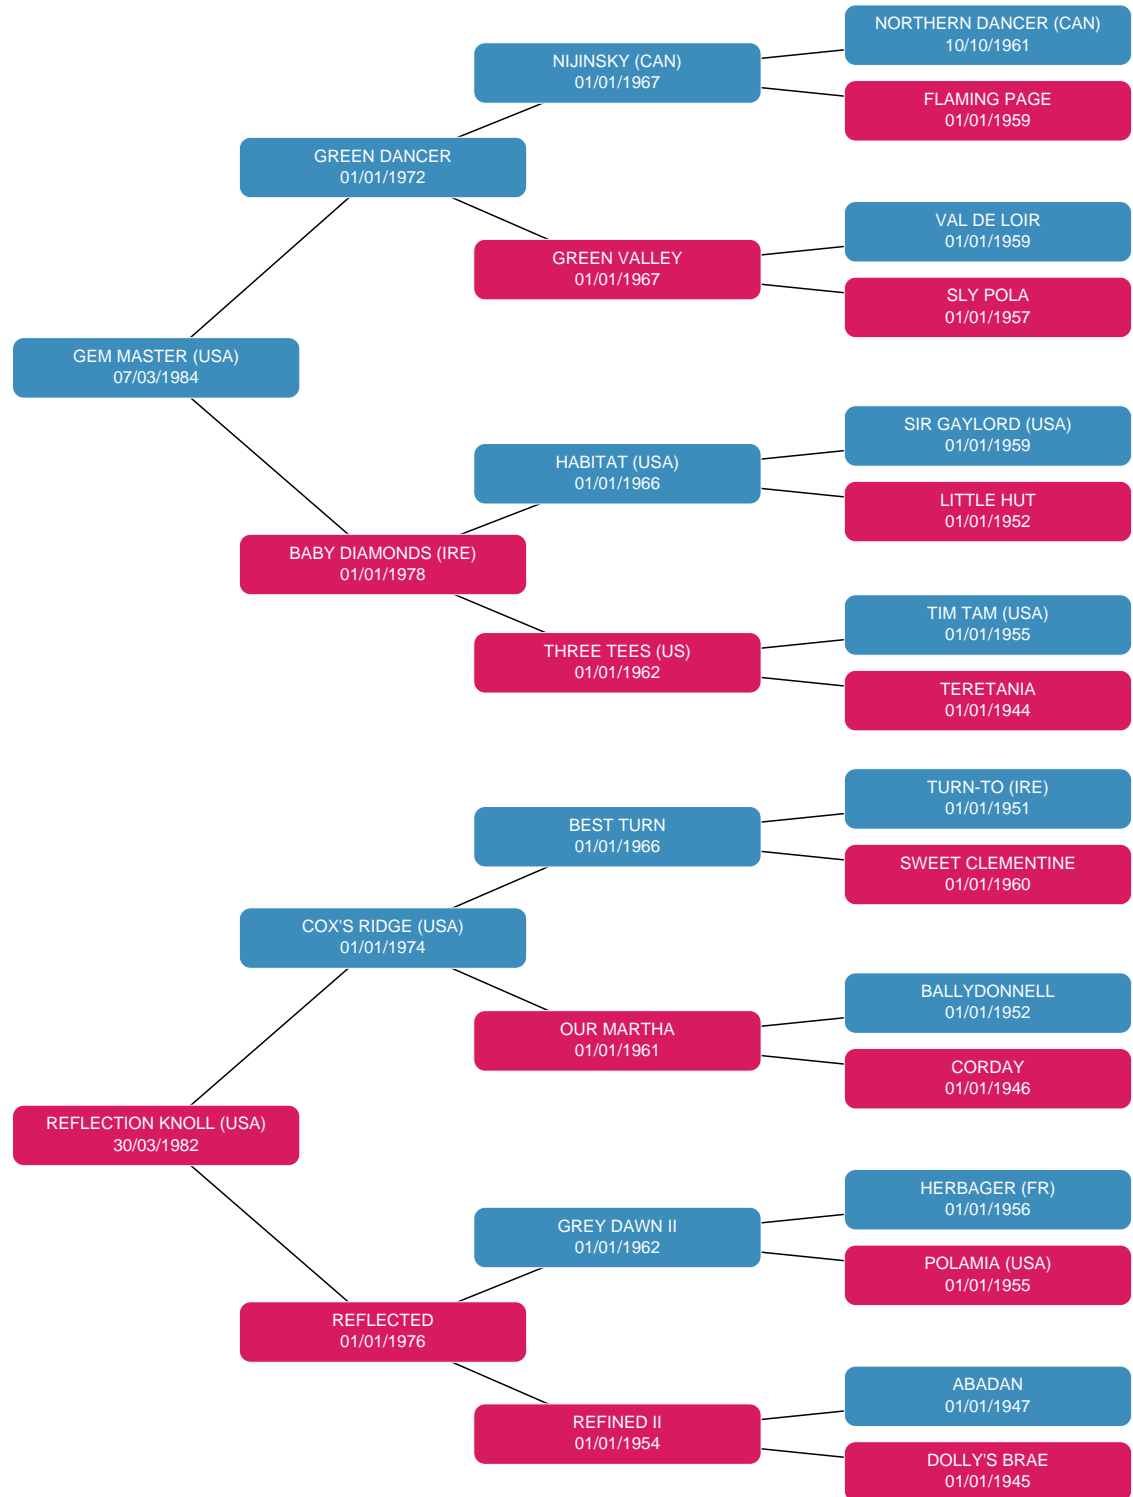 NORTHERN DANCER (CAN)
10/10/1961
NIJINSKY (CAN)
01/01/1967
FLAMING PAGE
01/01/1959
GREEN DANCER
01/01/1972
VAL DE LOIR
01/01/1959
GREEN VALLEY
01/01/1967
SLY POLA
01/01/1957
GEM MASTER (USA)
07/03/1984
SIR GAYLORD (USA)
01/01/1959
HABITAT (USA)
01/01/1966
LITTLE HUT
01/01/1952
BABY DIAMONDS (IRE)
01/01/1978
TIM TAM (USA)
01/01/1955
THREE TEES (US)
01/01/1962
TERETANIA
01/01/1944
TURN-TO (IRE)
01/01/1951
BEST TURN
01/01/1966
SWEET CLEMENTINE
01/01/1960
COX'S RIDGE (USA)
01/01/1974
BALLYDONNELL
01/01/1952
OUR MARTHA
01/01/1961
CORDAY
01/01/1946
REFLECTION KNOLL (USA)
30/03/1982
HERBAGER (FR)
01/01/1956
GREY DAWN II
01/01/1962
POLAMIA (USA)
01/01/1955
REFLECTED
01/01/1976
ABADAN
01/01/1947
REFINED II
01/01/1954
DOLLY'S BRAE
01/01/1945